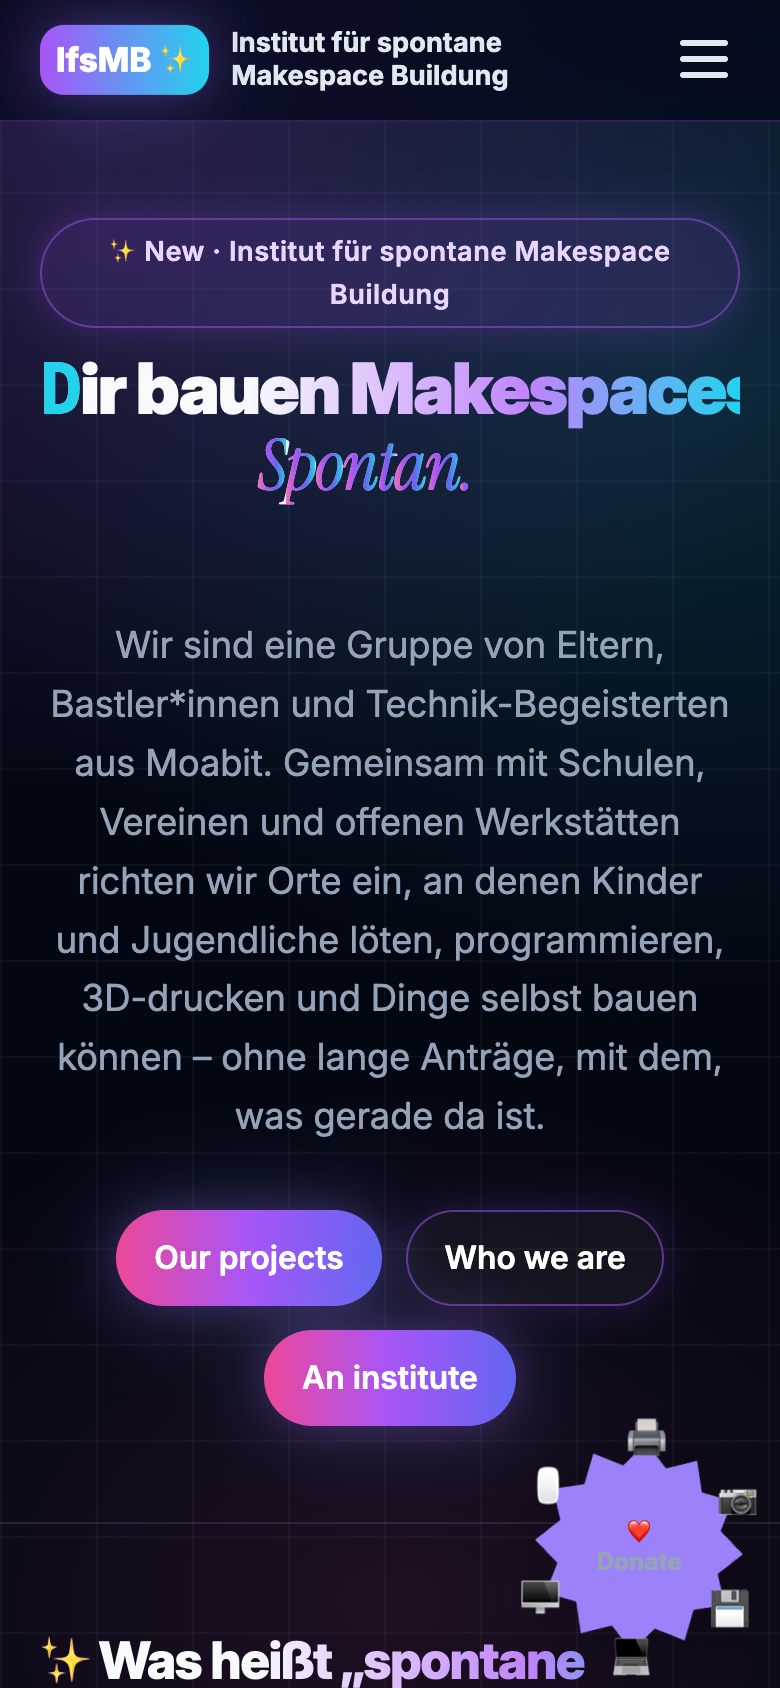 IfsMB ✨
Institut für spontane
Makespace Buildung
✨ New · Institut für spontane Makespace
Buildung
Dir bauen Makespaces
Spontan.
Wir sind eine Gruppe von Eltern,
Bastler*innen und Technik-Begeisterten
aus Moabit. Gemeinsam mit Schulen,
Vereinen und offenen Werkstätten
richten wir Orte ein, an denen Kinder
und Jugendliche löten, programmieren,
3D-drucken und Dinge selbst bauen
können – ohne lange Anträge, mit dem,
was gerade da ist.
Our projects
Who we are
An institute
❤️
Donate
✨ Was heißt „spontane